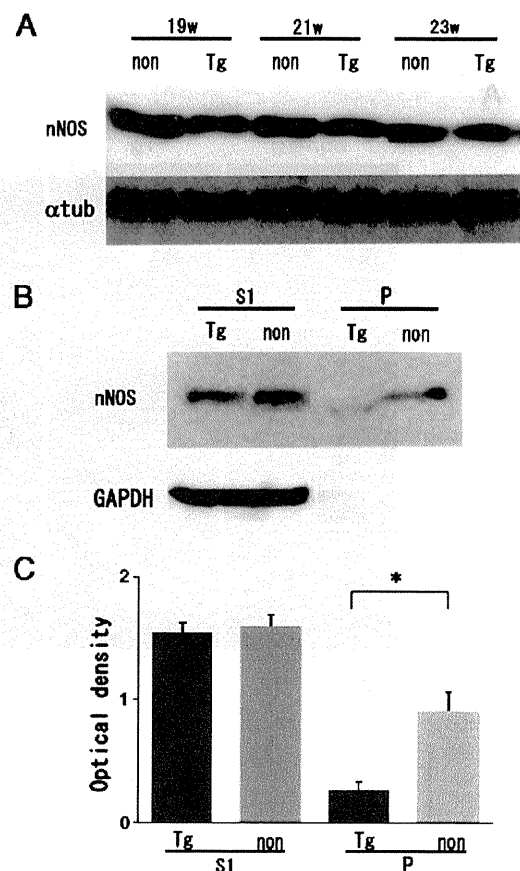 A
19w 21w 23w
non Tg non Tg non Tg
nNOS
αtub
B
S1 P
Tg non Tg non
nNOS
GAPDH
C
2
*
1
0
Optical density
Tg non Tg non
S1 P